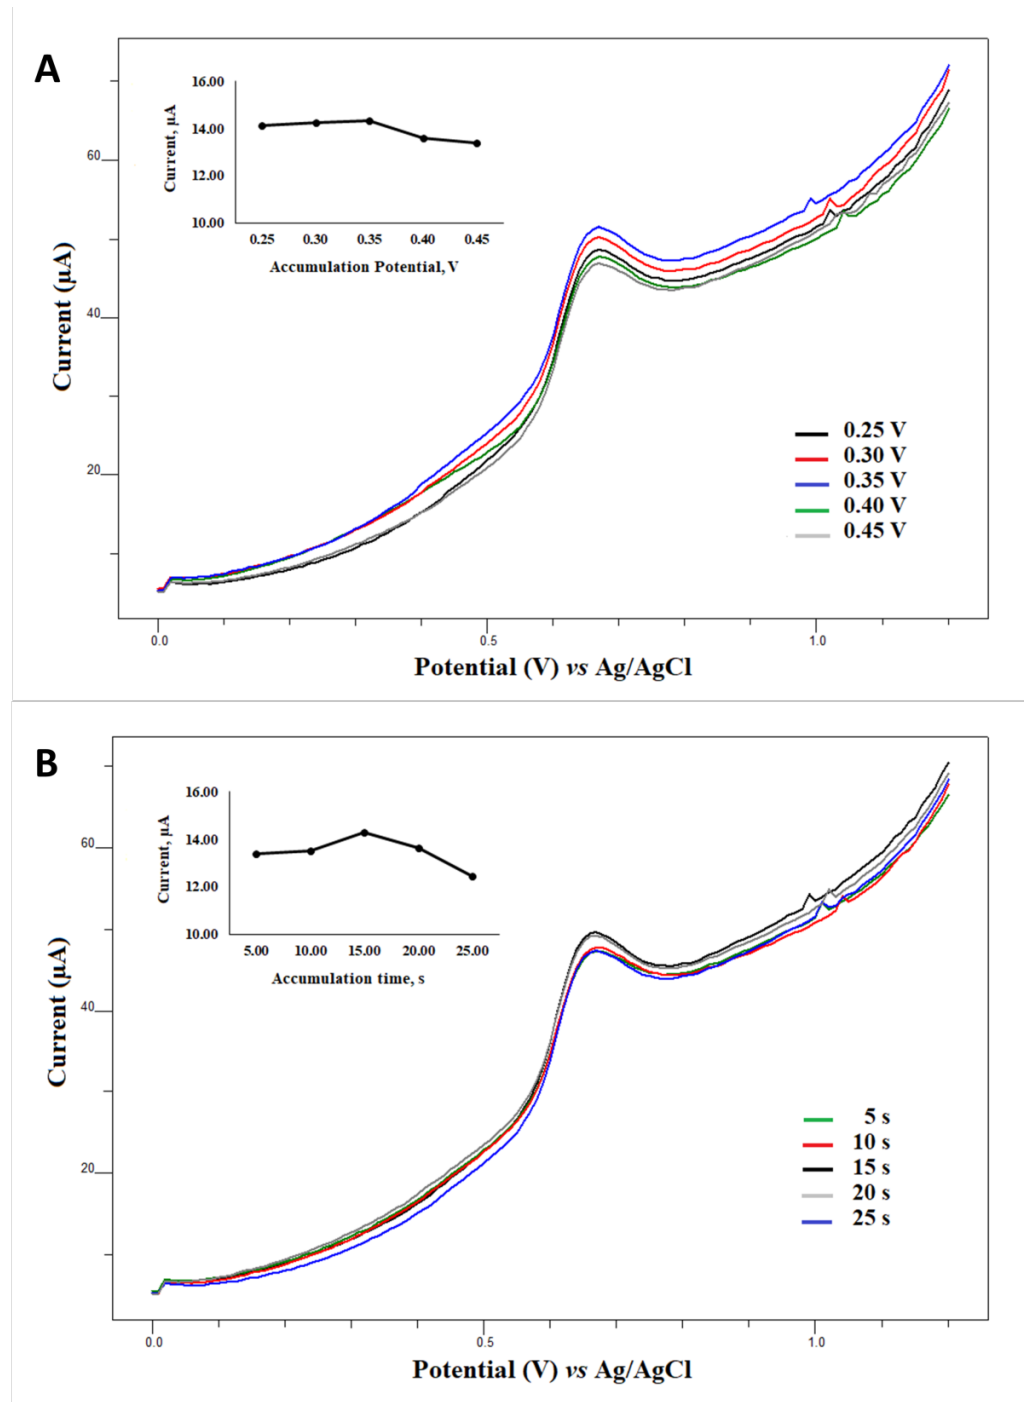 A
16.00
14.00
12.00
10.00
Current, µA
0.25 0.30 0.35 0.40 0.45
Accumulation Potential, V
60
40
20
Current (µA)
0.25 V
0.30 V
0.35 V
0.40 V
0.45 V
0.0 0.5 1.0
Potential (V) vs Ag/AgCl
B
16.00
14.00
12.00
10.00
Current, µA
5.00 10.00 15.00 20.00 25.00
Accumulation time, s
60
40
20
Current (µA)
5 s
10 s
15 s
20 s
25 s
0.0 0.5 1.0
Potential (V) vs Ag/AgCl